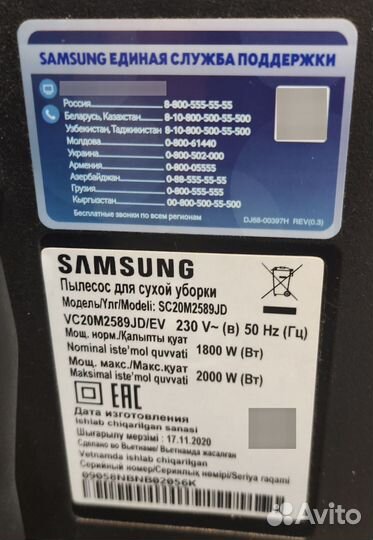 SAMSUNG ЕДИНАЯ СЛУЖБА ПОДДЕРЖКИ
Россия 8-800-555-55-55
Беларусь, Казахстан 8-10-800-500-55-500
Узбекистан, Таджикистан 8-10-800-500-55-500
Молдова 0-800-61440
Украина 0-800-502-000
Армения 0-800-05555
Азербайджан 0-88-555-55-55
Грузия 0-800-555-555
Кыргызстан 00-800-500-55-500
Бесплатные звонки по всем регионам DJ68-00397H REV(0.3)
SAMSUNG
Пылесос для сухой уборки
Модель/Үлгі/Modeli: SC20M2589JD
VC20M2589JD/EV 230 V~ (в) 50 Hz (Гц)
Мощ. норм./Қалыпты қуат
Nominal iste'mol quvvati 1800 W (Вт)
Мощ. макс./Макс.қуат
Maksimal iste'mol quvvati 2000 W (Вт)
EAC
Дата изготовления
Ishlab chiqarilgan sanasi
Шығарылу мерзімі : 17.11.2020
Сделано во Вьетнаме/ Вьетнамда жасалған
Vetnamda ishlab chiqarilgan
Серийный номер/Сериялық нөмірі/Seriya raqami
09058NBNB02056K
Avito